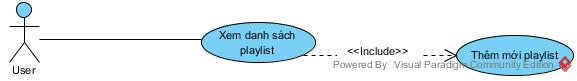 Xem danh sách
playlist
<<Include>>
Thêm mới playlist
User
Powered By Visual Paradigm Community Edition